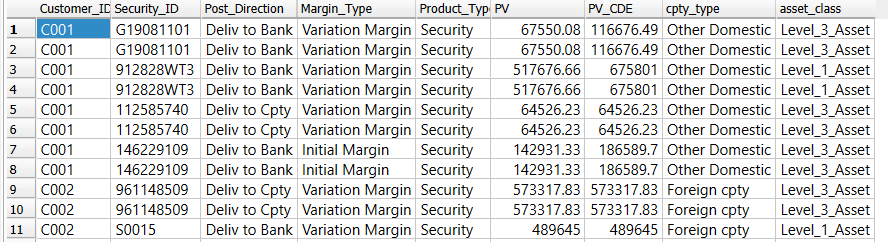 Customer_ID Security_ID Post_Direction Margin_Type Product_Typ PV PV_CDE cpty_type asset_class
1 C001 G19081101 Deliv to Bank Variation Margin Security 67550.08 116676.49 Other Domestic Level_3_Asset
2 C001 G19081101 Deliv to Bank Variation Margin Security 67550.08 116676.49 Other Domestic Level_3_Asset
3 C001 912828WT3 Deliv to Bank Variation Margin Security 517676.66 675801 Other Domestic Level_1_Asset
4 C001 912828WT3 Deliv to Bank Variation Margin Security 517676.66 675801 Other Domestic Level_1_Asset
5 C001 112585740 Deliv to Cpty Variation Margin Security 64526.23 64526.23 Other Domestic Level_3_Asset
6 C001 112585740 Deliv to Cpty Variation Margin Security 64526.23 64526.23 Other Domestic Level_3_Asset
7 C001 146229109 Deliv to Bank Initial Margin Security 142931.33 186589.7 Other Domestic Level_3_Asset
8 C001 146229109 Deliv to Bank Initial Margin Security 142931.33 186589.7 Other Domestic Level_3_Asset
9 C002 961148509 Deliv to Cpty Variation Margin Security 573317.83 573317.83 Foreign cpty Level_3_Asset
10 C002 961148509 Deliv to Cpty Variation Margin Security 573317.83 573317.83 Foreign cpty Level_3_Asset
11 C002 S0015 Deliv to Bank Variation Margin Security 489645 489645 Foreign cpty Level_1_Asset